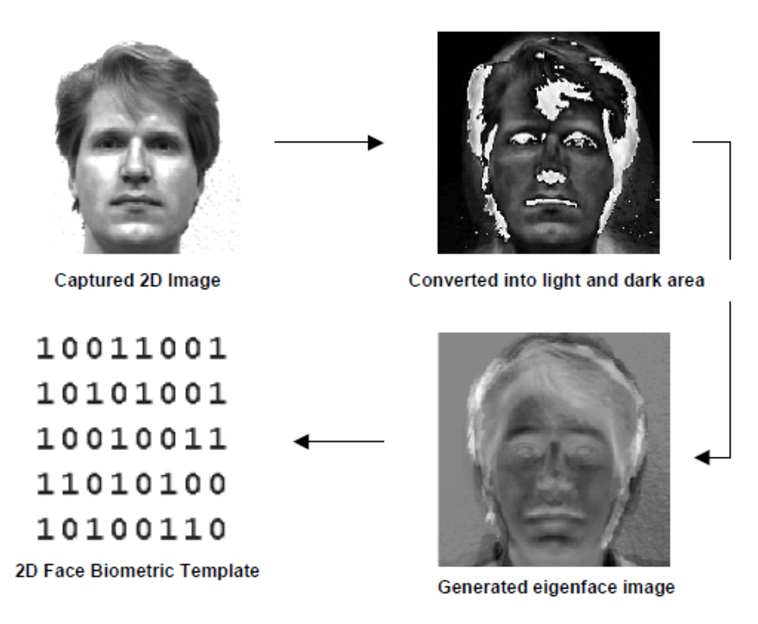 Captured 2D Image
Converted into light and dark area
10011001
10101001
10010011
11010100
10100110
2D Face Biometric Template
Generated eigenface image